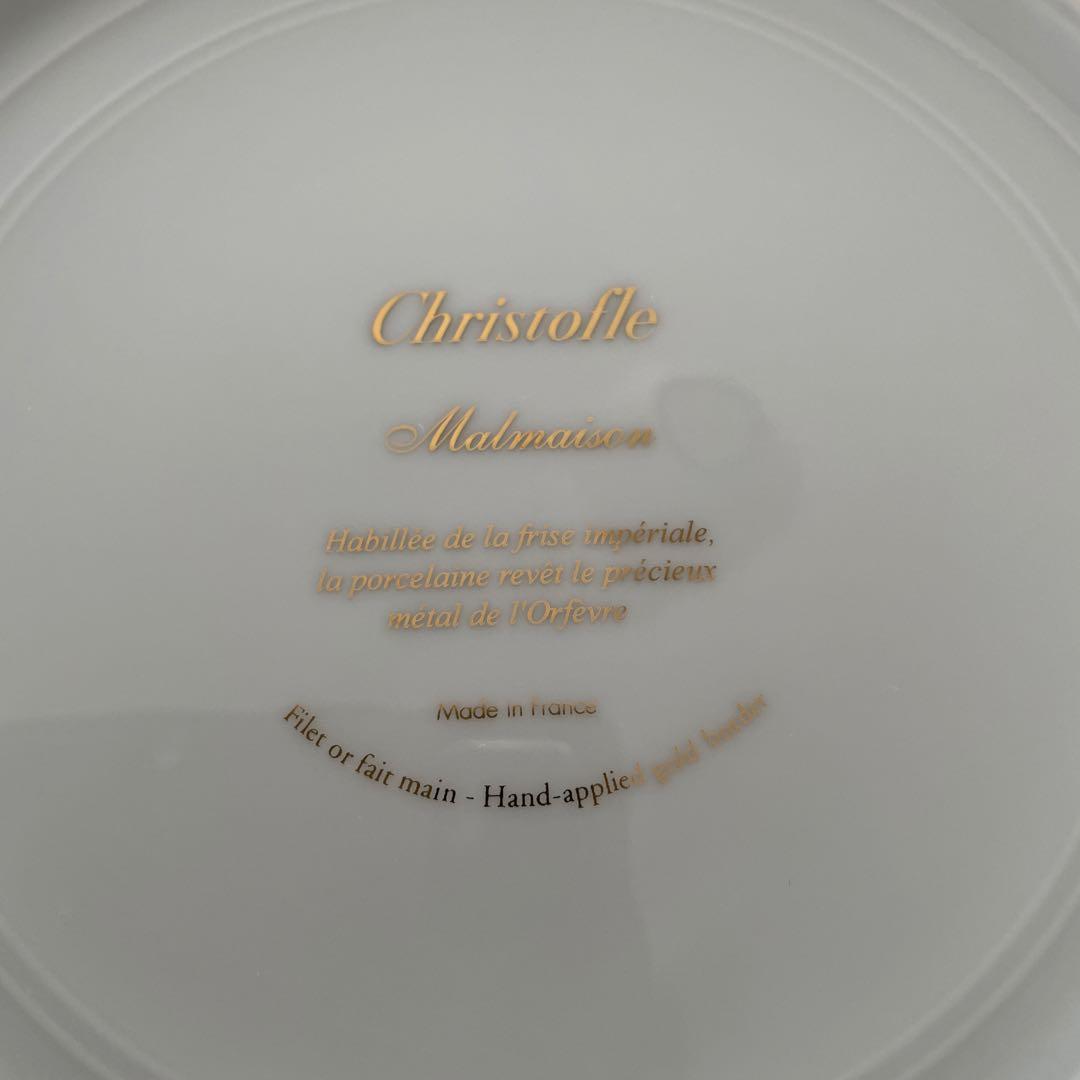 Christofle
Malmaison
Habillée de la frise impériale,
la porcelaine revêt le précieux
métal de l'Orfèvre
Made in France
Filet or fait main - Hand-applied gold border